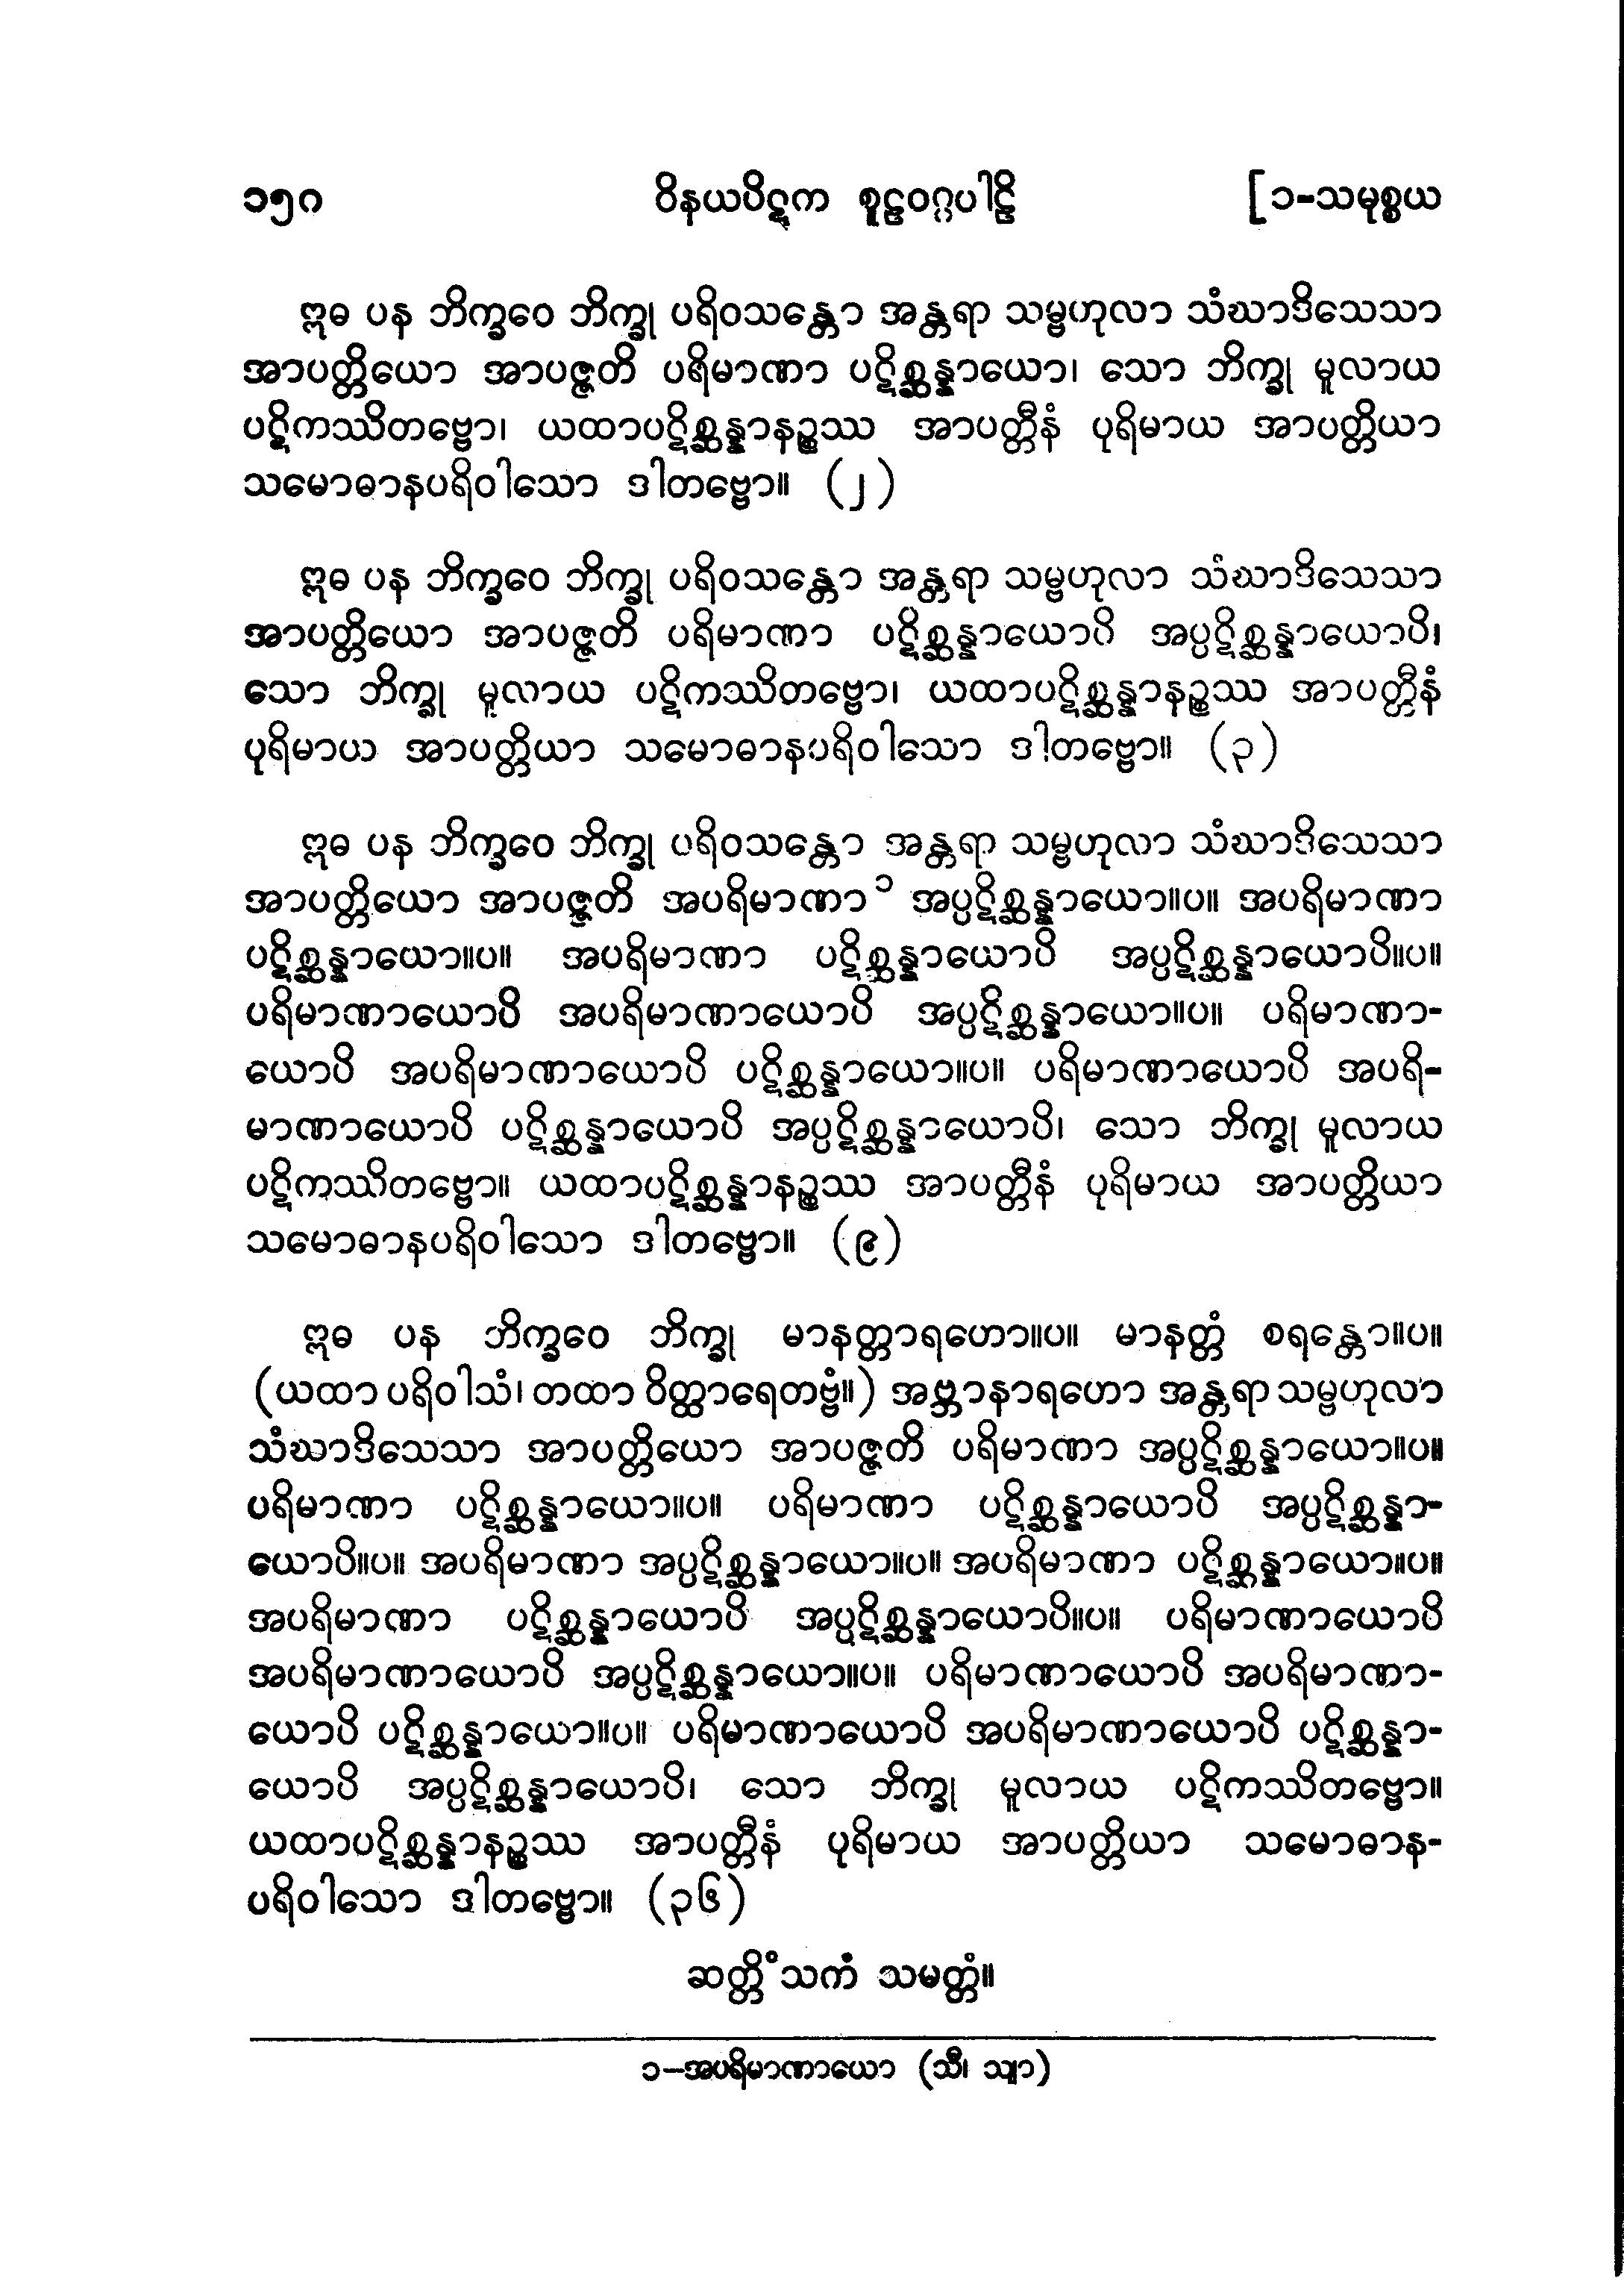 ၁၅၈ ဝိနယပိဋက စူဠဝဂ္ဂပါဠိ [၁-သမုစ္စယ
ဣဓ ပန ဘိက္ခဝေ ဘိက္ခု ပရိဝသန္တော အန္တရာ သမ္ဗဟုလာ သံဃာဒိသေသာ
အာပတ္တိယော အာပဇ္ဇတိ ပရိမာဏာ ပဋိစ္ဆန္နာယော၊ သော ဘိက္ခု မူလာယ
ပဋိကဿိတဗ္ဗော၊ ယထာပဋိစ္ဆန္နာနဉ္စဿ အာပတ္တီနံ ပုရိမာယ အာပတ္တိယာ
သမောဓာနပရိဝါသော ဒါတဗ္ဗော။ (၂)
ဣဓ ပန ဘိက္ခဝေ ဘိက္ခု ပရိဝသန္တော အန္တရာ သမ္ဗဟုလာ သံဃာဒိသေသာ
အာပတ္တိယော အာပဇ္ဇတိ ပရိမာဏာ ပဋိစ္ဆန္နာယောပိ အပ္ပဋိစ္ဆန္နာယောပိ၊
သော ဘိက္ခု မူလာယ ပဋိကဿိတဗ္ဗော၊ ယထာပဋိစ္ဆန္နာနဉ္စဿ အာပတ္တီနံ
ပုရိမာယ အာပတ္တိယာ သမောဓာနပရိဝါသော ဒါတဗ္ဗော။ (၃)
ဣဓ ပန ဘိက္ခဝေ ဘိက္ခု ပရိဝသန္တော အန္တရာ သမ္ဗဟုလာ သံဃာဒိသေသာ
အာပတ္တိယော အာပဇ္ဇတိ အပရိမာဏာ ၁ အပ္ပဋိစ္ဆန္နာယော။ပ။ အပရိမာဏာ
ပဋိစ္ဆန္နာယော။ပ။ အပရိမာဏာ ပဋိစ္ဆန္နာယောပိ အပ္ပဋိစ္ဆန္နာယောပိ။ပ။
ပရိမာဏာယောပိ အပရိမာဏာယောပိ အပ္ပဋိစ္ဆန္နာယော။ပ။ ပရိမာဏာ-
ယောပိ အပရိမာဏာယောပိ ပဋိစ္ဆန္နာယော။ပ။ ပရိမာဏာယောပိ အပရိ-
မာဏာယောပိ ပဋိစ္ဆန္နာယောပိ အပ္ပဋိစ္ဆန္နာယောပိ၊ သော ဘိက္ခု မူလာယ
ပဋိကဿိတဗ္ဗော။ ယထာပဋိစ္ဆန္နာနဉ္စဿ အာပတ္တီနံ ပုရိမာယ အာပတ္တိယာ
သမောဓာနပရိဝါသော ဒါတဗ္ဗော။ (၉)
ဣဓ ပန ဘိက္ခဝေ ဘိက္ခု မာနတ္တာရဟော။ပ။ မာနတ္တံ စရန္တော။ပ။
(ယထာ ပရိဝါသံ၊ တထာ ဝိတ္ထာရေတဗ္ဗံ။) အဗ္ဘာနာရဟော အန္တရာ သမ္ဗဟုလာ
သံဃာဒိသေသာ အာပတ္တိယော အာပဇ္ဇတိ ပရိမာဏာ အပ္ပဋိစ္ဆန္နာယော။ပ။
ပရိမာဏာ ပဋိစ္ဆန္နာယော။ပ။ ပရိမာဏာ ပဋိစ္ဆန္နာယောပိ အပ္ပဋိစ္ဆန္နာ-
ယောပိ။ပ။ အပရိမာဏာ အပ္ပဋိစ္ဆန္နာယော။ပ။ အပရိမာဏာ ပဋိစ္ဆန္နာယော။ပ။
အပရိမာဏာ ပဋိစ္ဆန္နာယောပိ အပ္ပဋိစ္ဆန္နာယောပိ။ပ။ ပရိမာဏာယောပိ
အပရိမာဏာယောပိ အပ္ပဋိစ္ဆန္နာယော။ပ။ ပရိမာဏာယောပိ အပရိမာဏာ-
ယောပိ ပဋိစ္ဆန္နာယော။ပ။ ပရိမာဏာယောပိ အပရိမာဏာယောပိ ပဋိစ္ဆန္နာ-
ယောပိ အပ္ပဋိစ္ဆန္နာယောပိ၊ သော ဘိက္ခု မူလာယ ပဋိကဿိတဗ္ဗော။
ယထာပဋိစ္ဆန္နာနဉ္စဿ အာပတ္တီနံ ပုရိမာယ အာပတ္တိယာ သမောဓာန-
ပရိဝါသော ဒါတဗ္ဗော။ (၃၆)
ဆတ္တိံသကံ သမတ္တံ။
၁–အပရိမာဏာယော (သီ၊ သျာ)